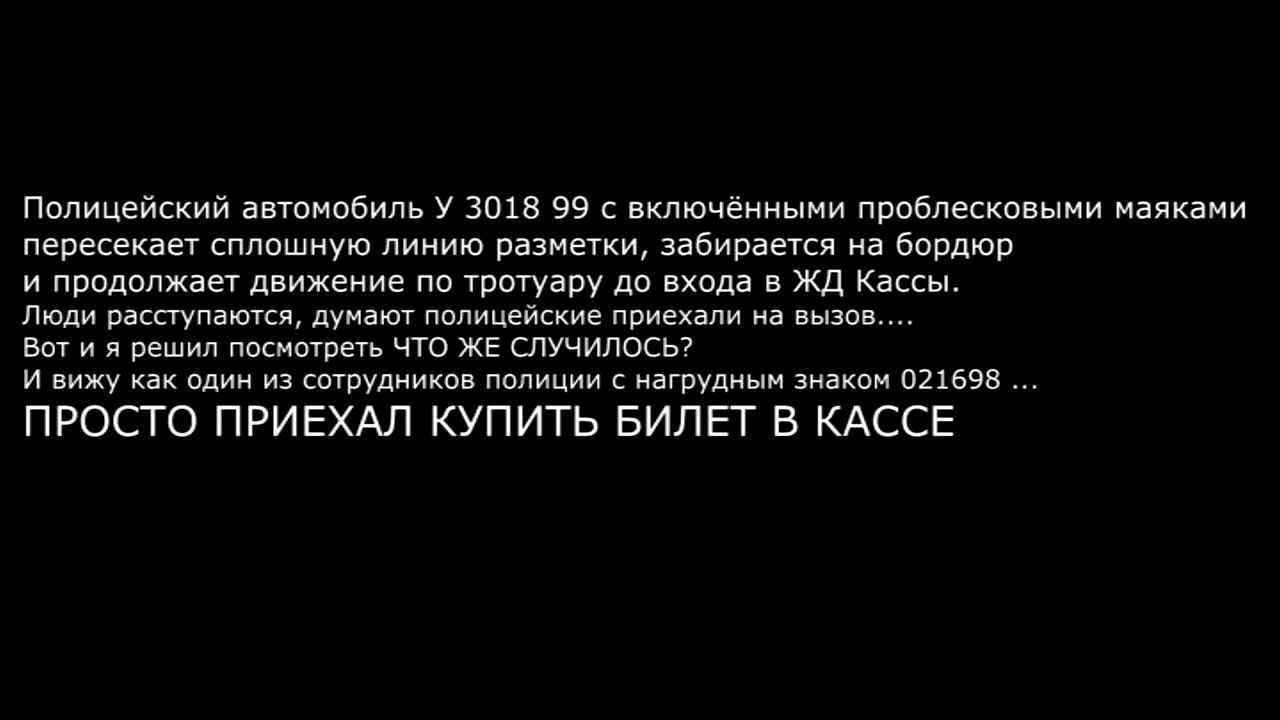 Полицейский автомобиль У 3018 99 с включёнными проблесковыми маяками
пересекает сплошную линию разметки, забирается на бордюр
и продолжает движение по тротуару до входа в ЖД Кассы.
Люди расступаются, думают полицейские приехали на вызов....
Вот и я решил посмотреть ЧТО ЖЕ СЛУЧИЛОСЬ?
И вижу как один из сотрудников полиции с нагрудным знаком 021698 ...
ПРОСТО ПРИЕХАЛ КУПИТЬ БИЛЕТ В КАССЕ